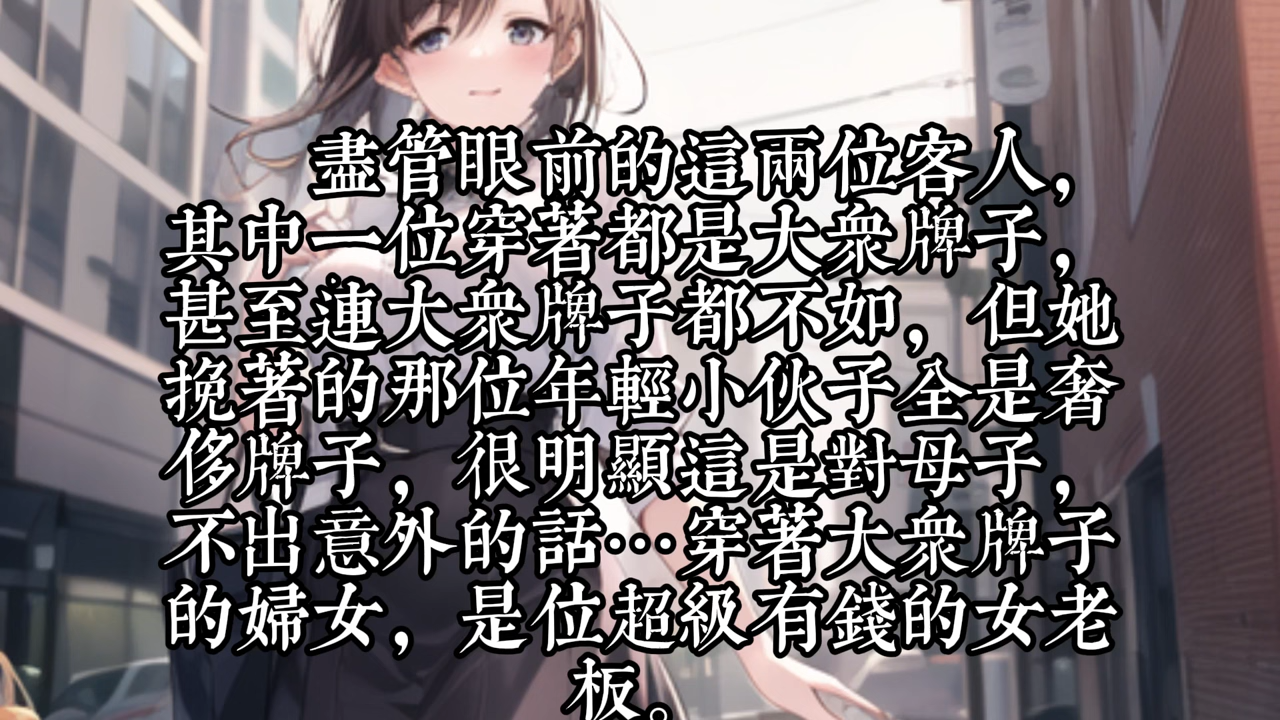 盡管眼前的這兩位客人，
其中一位穿著都是大衆牌子，
甚至連大衆牌子都不如，但她
挽著的那位年輕小伙子全是奢
侈牌子，很明顯這是對母子，
不出意外的話…穿著大衆牌子
的婦女，是位超級有錢的女老
板。